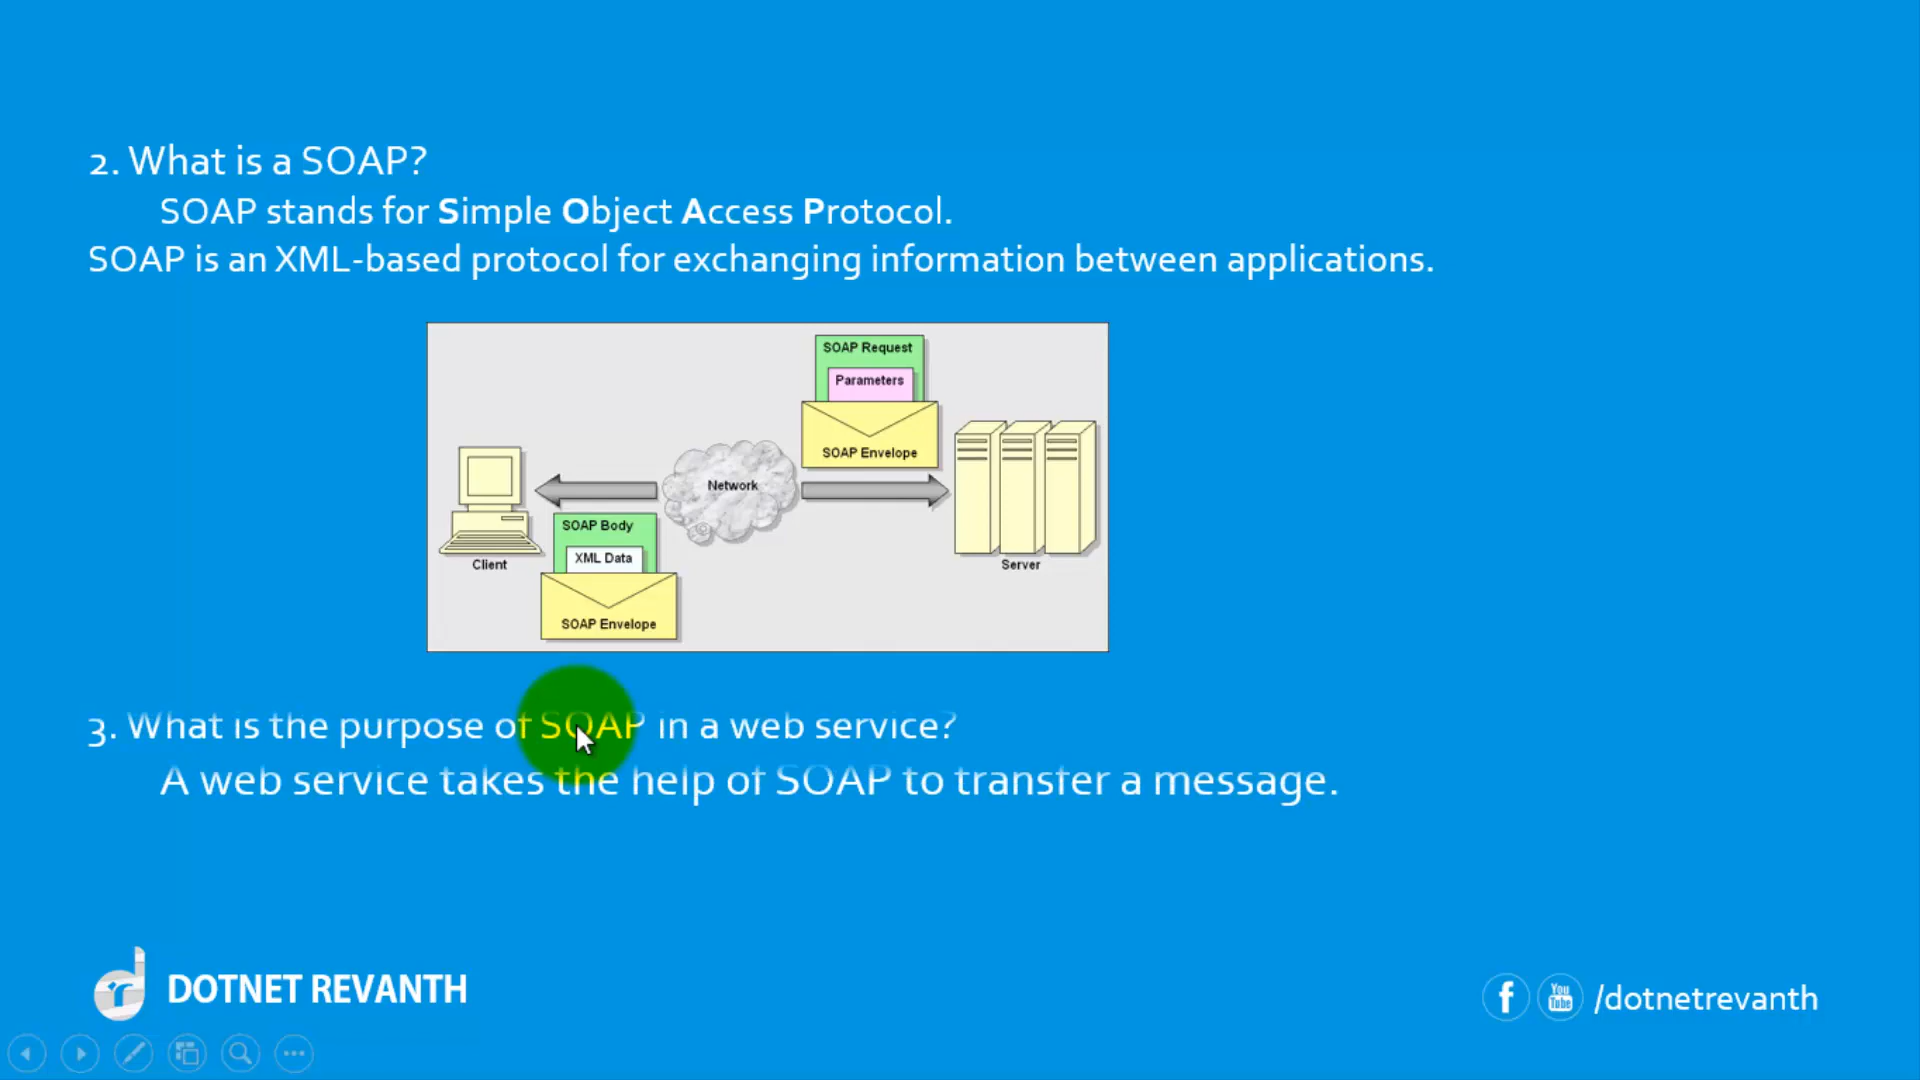 2. What is a SOAP?
SOAP stands for Simple Object Access Protocol.
SOAP is an XML-based protocol for exchanging information between applications.
SOAP Request
Parameters
SOAP Envelope
Network
SOAP Body
XML Data
SOAP Envelope
Client
Server
3. What is the purpose of SOAP in a web service?
A web service takes the help of SOAP to transfer a message.
DOTNET REVANTH
f You Tube /dotnetrevanth